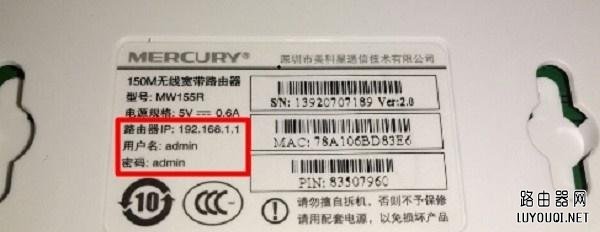 MERCURY®
深圳市美科星通信技术有限公司
150M无线宽带路由器
型号: MW155R
电源规格: 5V ⎓ 0.6A
路由器IP: 192.168.1.1
用户名: admin
密码: admin
S/N: 13920707189 Ver:2.0
MAC: 78A106BD83E6
PIN: 83507960
10
CCC
请勿擅自拆机, 否则不予保修
请用配套电源, 以免损坏产品
路由器网
LUYOUQI.NET